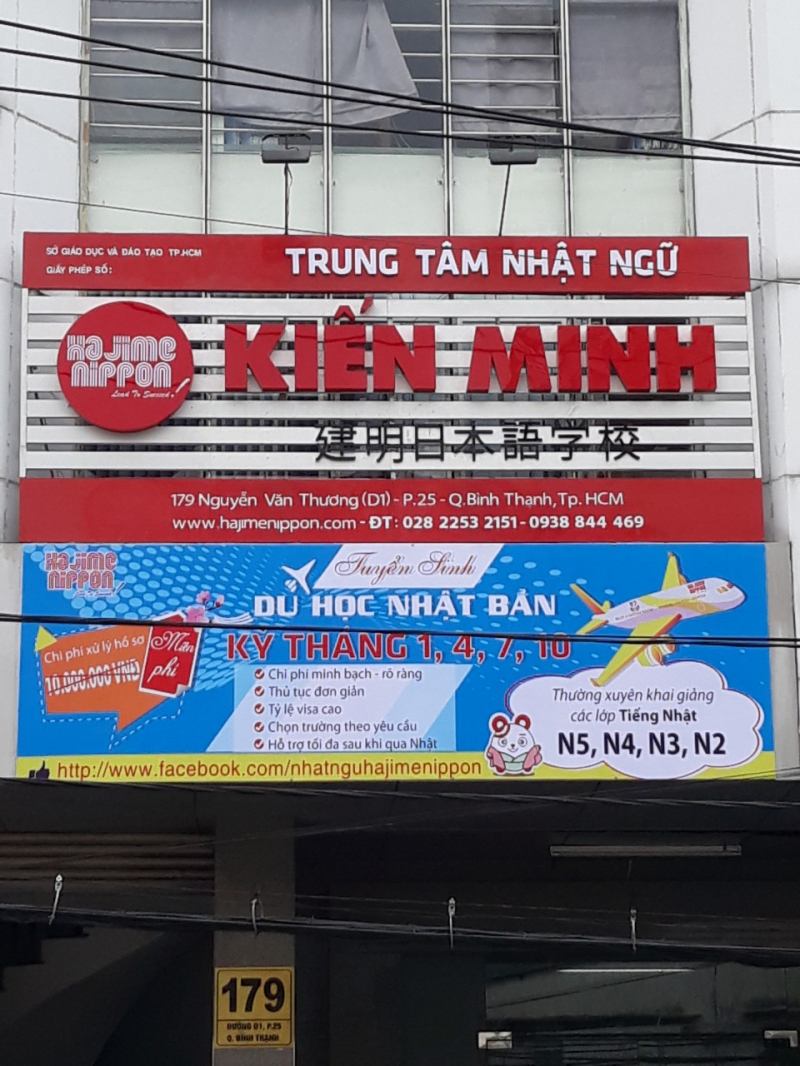 SỞ GIÁO DỤC VÀ ĐÀO TẠO TP.HCM
GIẤY PHÉP SỐ:
TRUNG TÂM NHẬT NGỮ
HaJime
nippon
Lead To Succeed!
KIẾN MINH
建明日本語学校
179 Nguyễn Văn Thương (D1) - P.25 - Q.Bình Thạnh,Tp. HCM
www.hajimenippon.com - ĐT: 028 2253 2151 - 0938 844 469
HaJime
nippon
Tuyển Sinh
DU HỌC NHẬT BẢN
KỲ THÁNG 1, 4, 7, 10
Chi phí xử lý hồ sơ
10.000.000 VNĐ
Miễn
phí
Chi phí minh bạch - rõ ràng
Thủ tục đơn giản
Tỷ lệ visa cao
Chọn trường theo yêu cầu
Hỗ trợ tối đa sau khi qua Nhật
Thường xuyên khai giảng
các lớp Tiếng Nhật
N5, N4, N3, N2
http://www.facebook.com/nhatnguhajimenippon
179
ĐƯỜNG D1, P.25
Q. BÌNH THẠNH